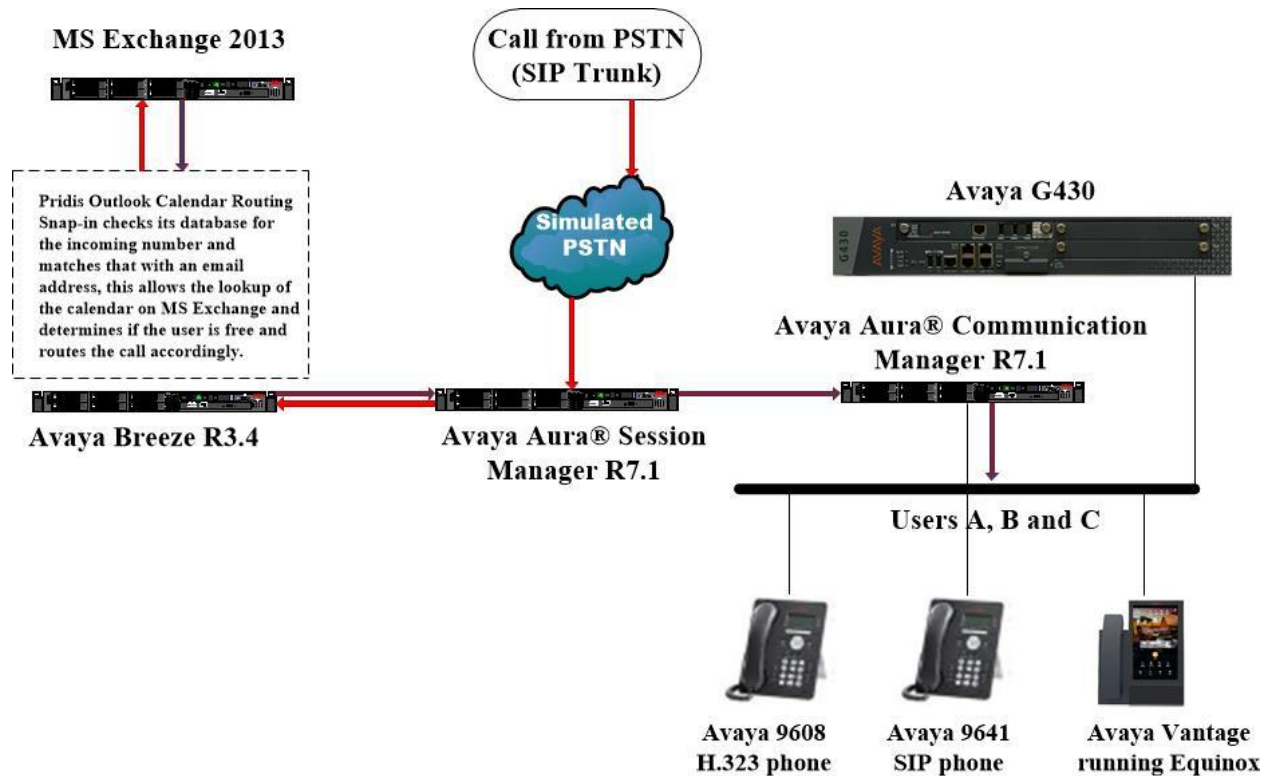 MS Exchange 2013
Call from PSTN
(SIP Trunk)
Pridis Outlook Calendar Routing
Snap-in checks its database for
the incoming number and
matches that with an email
address, this allows the lookup of
the calendar on MS Exchange and
determines if the user is free and
routes the call accordingly.
Simulated
PSTN
Avaya G430
G430
AVAYA
Avaya Aura® Communication
Manager R7.1
Avaya Breeze R3.4
Avaya Aura® Session
Manager R7.1
Users A, B and C
Avaya 9608
H.323 phone
Avaya 9641
SIP phone
Avaya Vantage
running Equinox